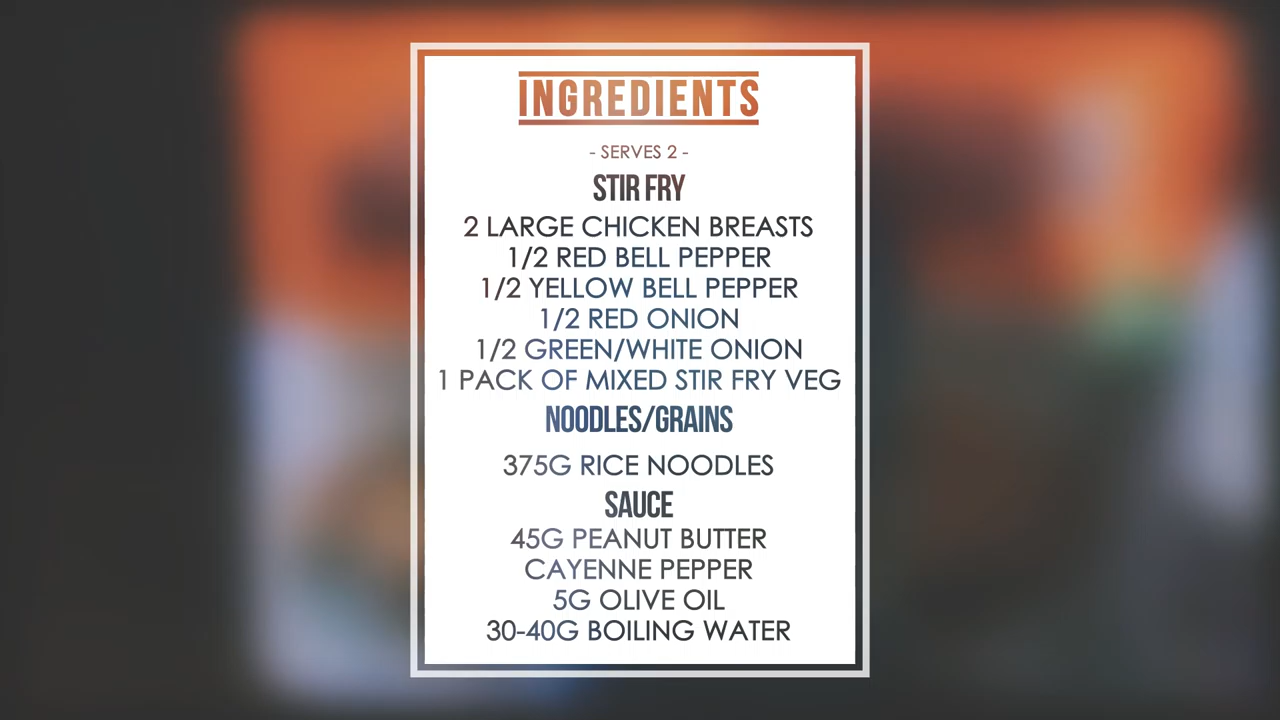 INGREDIENTS
- SERVES 2 -
STIR FRY
2 LARGE CHICKEN BREASTS
1/2 RED BELL PEPPER
1/2 YELLOW BELL PEPPER
1/2 RED ONION
1/2 GREEN/WHITE ONION
1 PACK OF MIXED STIR FRY VEG
NOODLES/GRAINS
375G RICE NOODLES
SAUCE
45G PEANUT BUTTER
CAYENNE PEPPER
5G OLIVE OIL
30-40G BOILING WATER